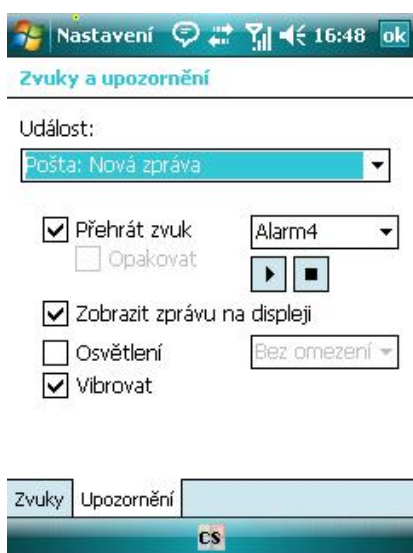 Nastavení 16:48 ok
Zvuky a upozornění
Událost:
Pošta: Nová zpráva
Přehrát zvuk Alarm4
Opakovat
Zobrazit zprávu na displeji
Osvětlení Bez omezení
Vibrovat
Zvuky Upozornění
CS